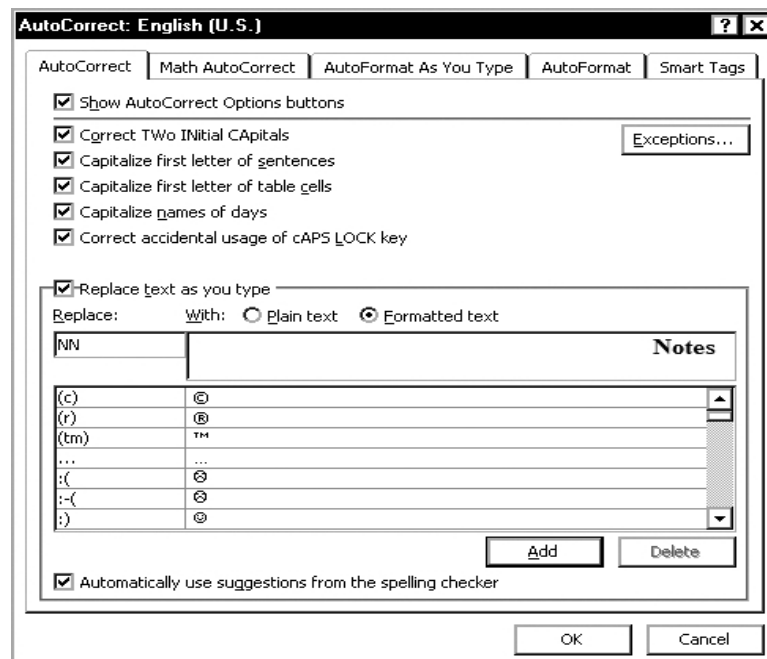 AutoCorrect: English (U.S.) ? X
AutoCorrect Math AutoCorrect AutoFormat As You Type AutoFormat Smart Tags
Show AutoCorrect Options buttons
Correct TWo INitial CApitals Exceptions...
Capitalize first letter of sentences
Capitalize first letter of table cells
Capitalize names of days
Correct accidental usage of cAPS LOCK key
Replace text as you type
Replace: With: Plain text Formatted text
NN Notes
(c) ©
(r) ®
(tm) ™
... ...
:( ☹
:-( ☹
:) ☺
Add Delete
Automatically use suggestions from the spelling checker
OK Cancel